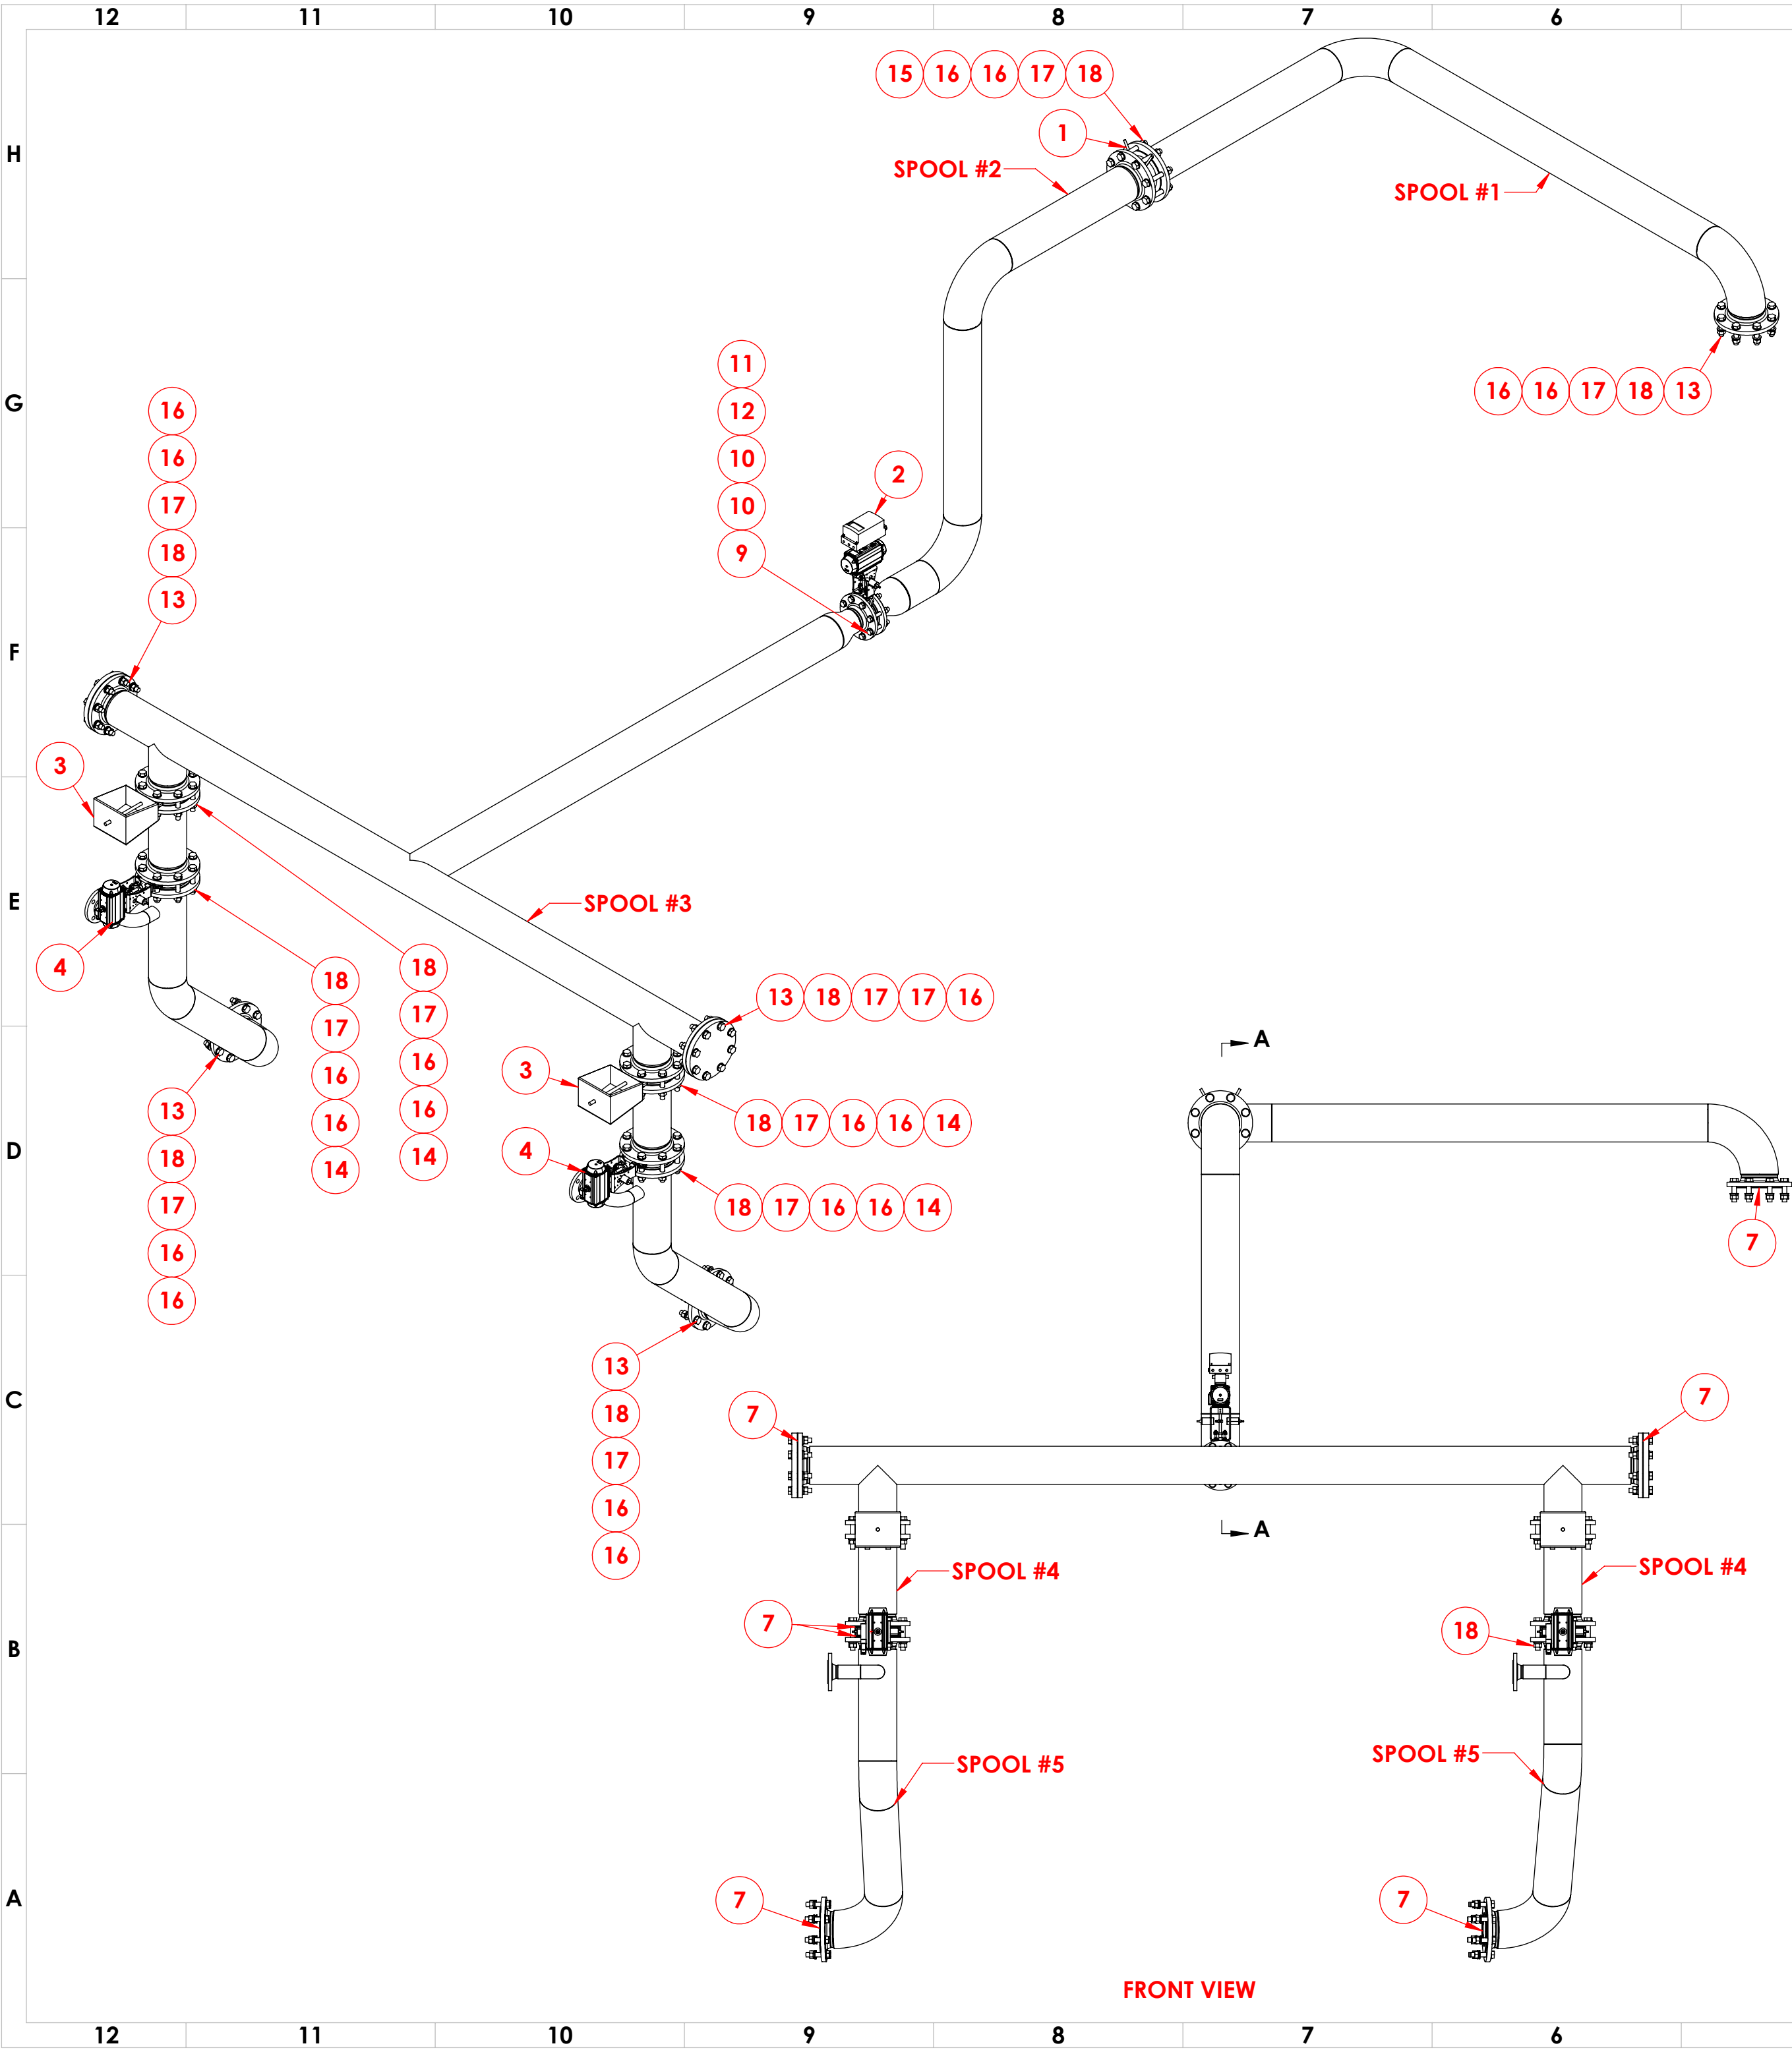 12 11 10 9 8 7 6
15 16 16 17 18
1
H
SPOOL #2
SPOOL #1
11
16 16 17 18 13
G
16
12
16
10
2
17
10
18
9
13
F
3
E
SPOOL #3
4
18
18
13 18 17 17 16
17
17
A
16
16
3
13
16
16
18 17 16 16 14
18
14
14
D
4
17
18 17 16 16 14
7
16
16
13
7
7
C
18
17
16
A
16
SPOOL #4
SPOOL #4
7
18
B
SPOOL #5
SPOOL #5
7
7
A
FRONT VIEW
12 11 10 9 8 7 6